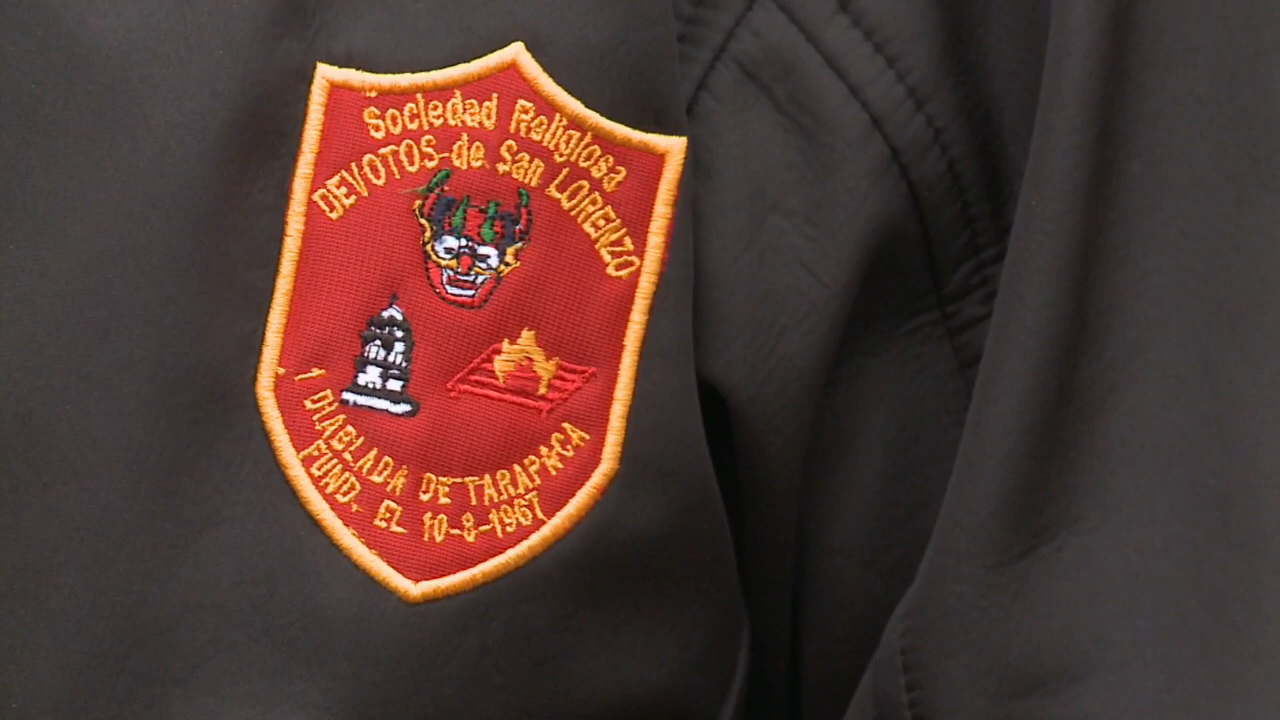 Sociedad Religiosa
DEVOTOS-de San LORENZO
1 DIABLADA DE TARAPACA
FUND. EL 10-8-1967